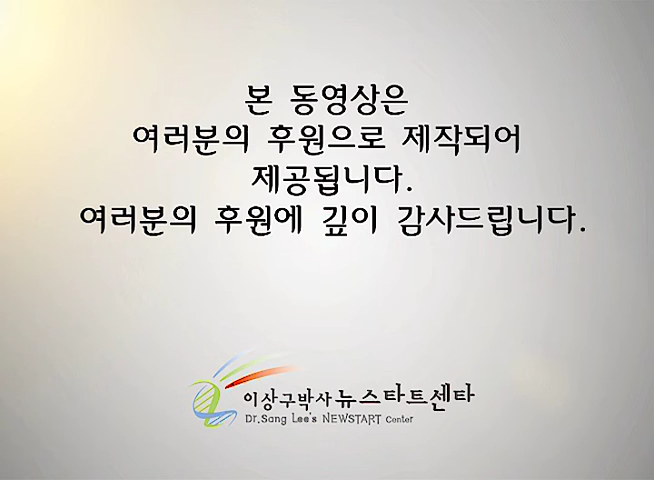 본 동영상은
여러분의 후원으로 제작되어
제공됩니다.
여러분의 후원에 깊이 감사드립니다.
이상구박사 뉴스타트센타
Dr.Sang Lee's NEWSTART Center